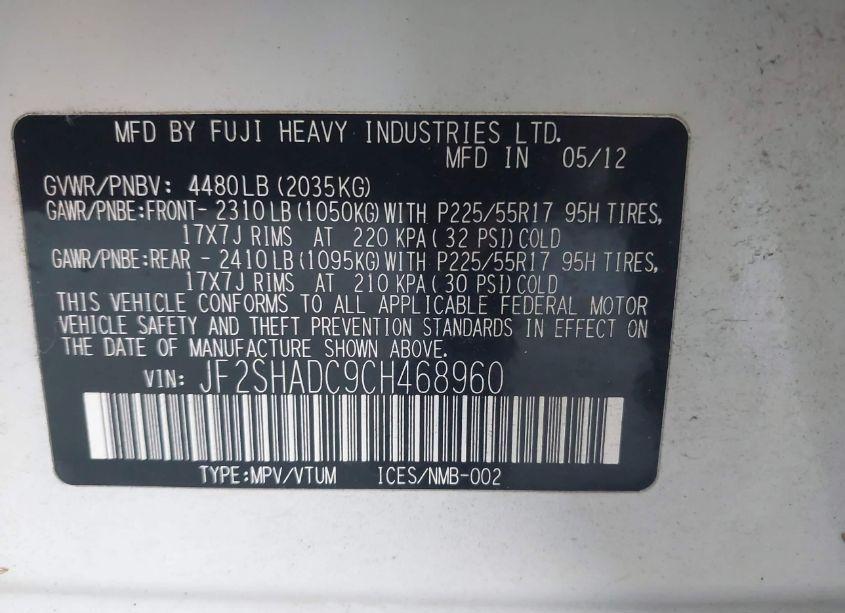 MFD BY FUJI HEAVY INDUSTRIES LTD.
MFD IN 05/12
GVWR/PNBV: 4480LB (2035KG)
GAWR/PNBE:FRONT- 2310LB (1050KG) WITH P225/55R17 95H TIRES,
17X7J RIMS AT 220 KPA ( 32 PSI) COLD
GAWR/PNBE:REAR - 2410LB (1095KG) WITH P225/55R17 95H TIRES,
17X7J RIMS AT 210 KPA ( 30 PSI) COLD
THIS VEHICLE CONFORMS TO ALL APPLICABLE FEDERAL MOTOR
VEHICLE SAFETY AND THEFT PREVENTION STANDARDS IN EFFECT ON
THE DATE OF MANUFACTURE SHOWN ABOVE.
VIN: JF2SHADC9CH468960
TYPE:MPV/VTUM ICES/NMB-002